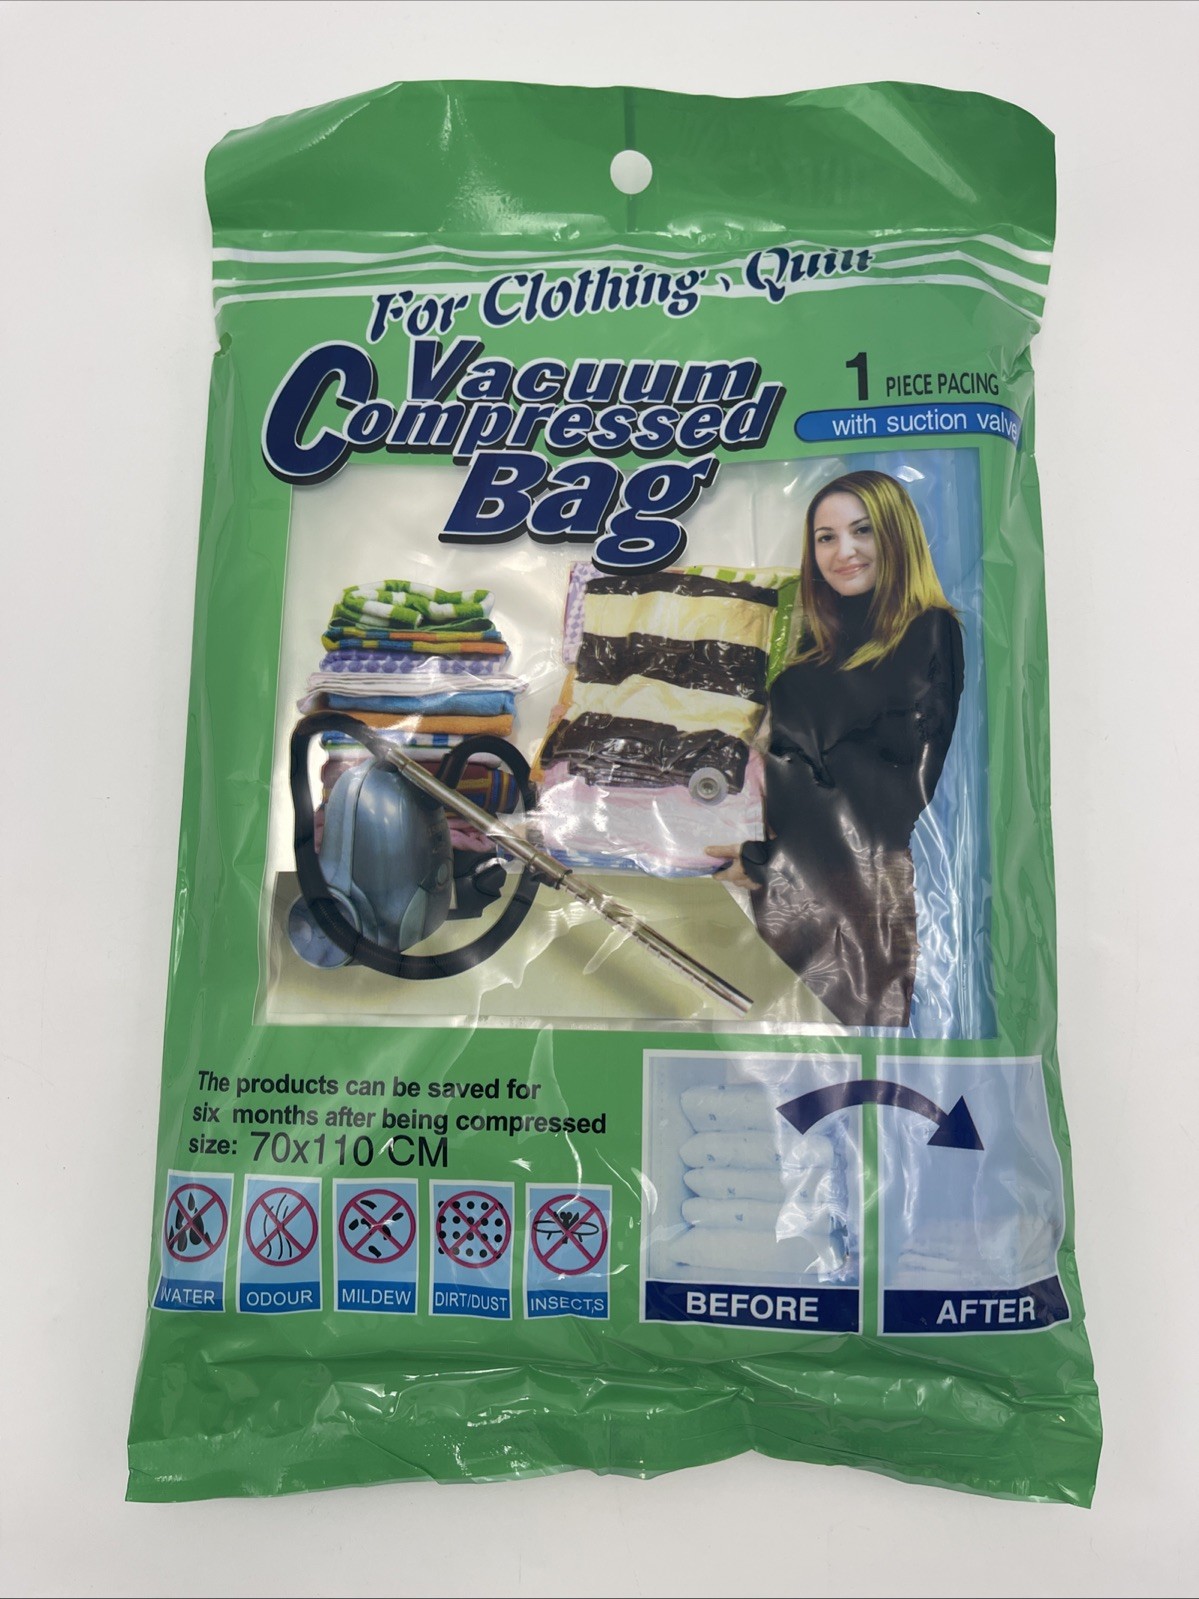 For Clothing、Quilt
Vacuum
Compressed
Bag
1 PIECE PACING
with suction valve
The products can be saved for
six months after being compressed
size: 70x110 CM
WATER
ODOUR
MILDEW
DIRT/DUST
INSECT,S
BEFORE
AFTER